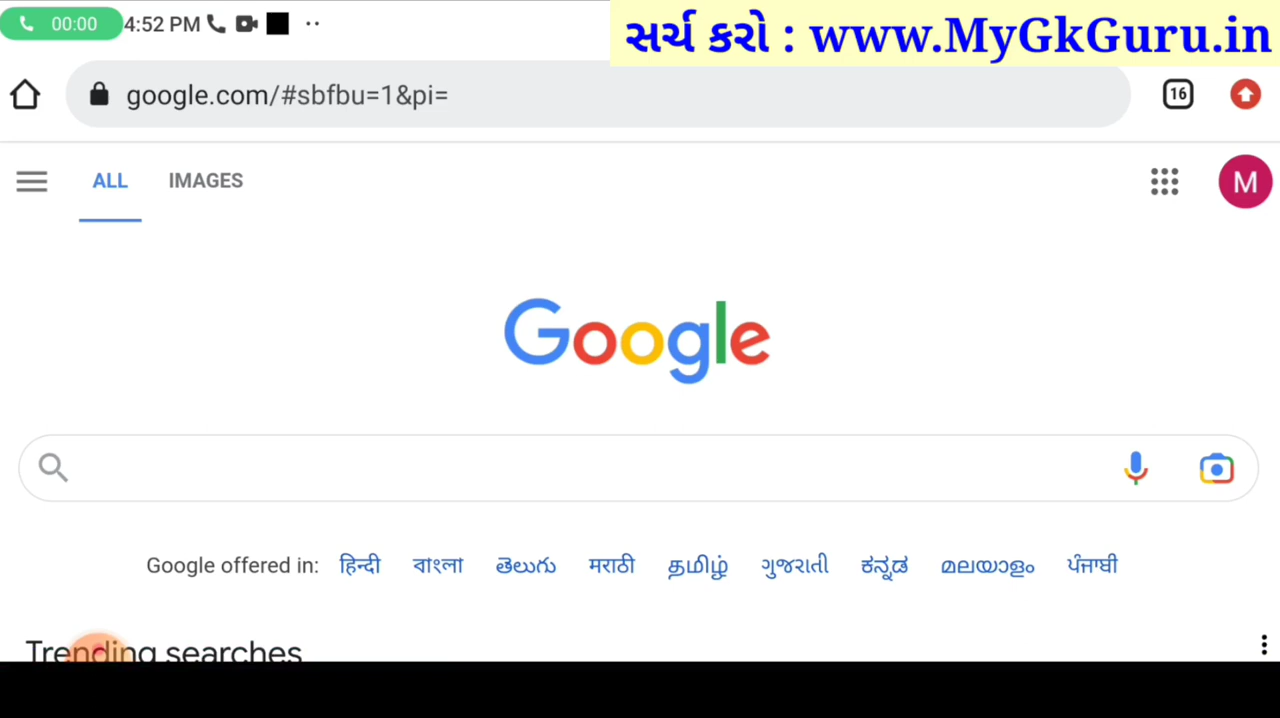 00:00 4:52 PM
સર્ચ કરો : www.MyGkGuru.in
google.com/#sbfbu=1&pi=
16
ALL IMAGES
M
Google
Google offered in: हिन्दी বাংলা తెలుగు मराठी தமிழ் ગુજરાતી ಕನ್ನಡ മലയാളം ਪੰਜਾਬੀ
Trending searches